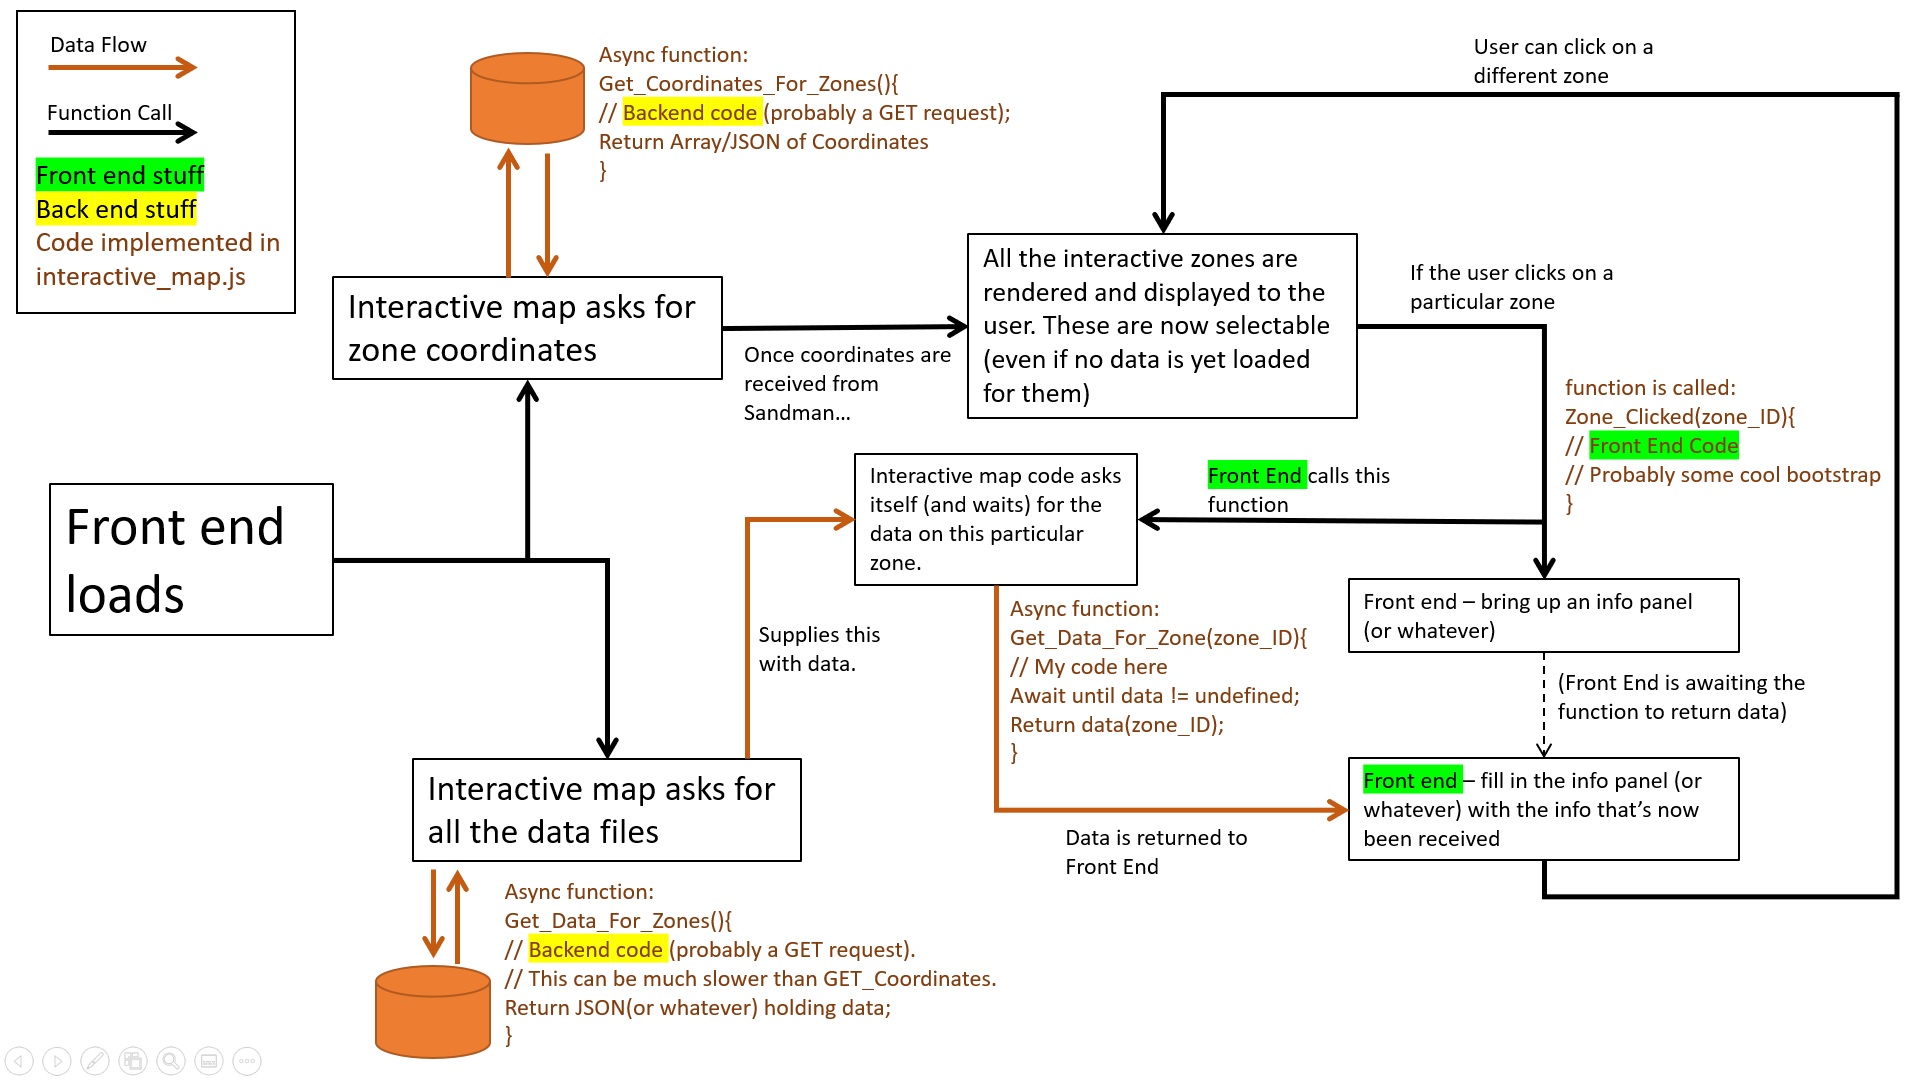 Data Flow
Function Call
Front end stuff
Back end stuff
Code implemented in
interactive_map.js
Async function:
Get_Coordinates_For_Zones(){
// Backend code (probably a GET request);
Return Array/JSON of Coordinates
}
User can click on a
different zone
Interactive map asks for
zone coordinates
Once coordinates are
received from
Sandman...
All the interactive zones are
rendered and displayed to the
user. These are now selectable
(even if no data is yet loaded
for them)
If the user clicks on a
particular zone
function is called:
Zone_Clicked(zone_ID){
// Front End Code
// Probably some cool bootstrap
}
Front end
loads
Interactive map code asks
itself (and waits) for the
data on this particular
zone.
Front End calls this
function
Supplies this
with data.
Async function:
Get_Data_For_Zone(zone_ID){
// My code here
Await until data != undefined;
Return data(zone_ID);
}
Front end – bring up an info panel
(or whatever)
(Front End is awaiting the
function to return data)
Interactive map asks for
all the data files
Data is returned to
Front End
Front end – fill in the info panel (or
whatever) with the info that’s now
been received
Async function:
Get_Data_For_Zones(){
// Backend code (probably a GET request).
// This can be much slower than GET_Coordinates.
Return JSON(or whatever) holding data;
}